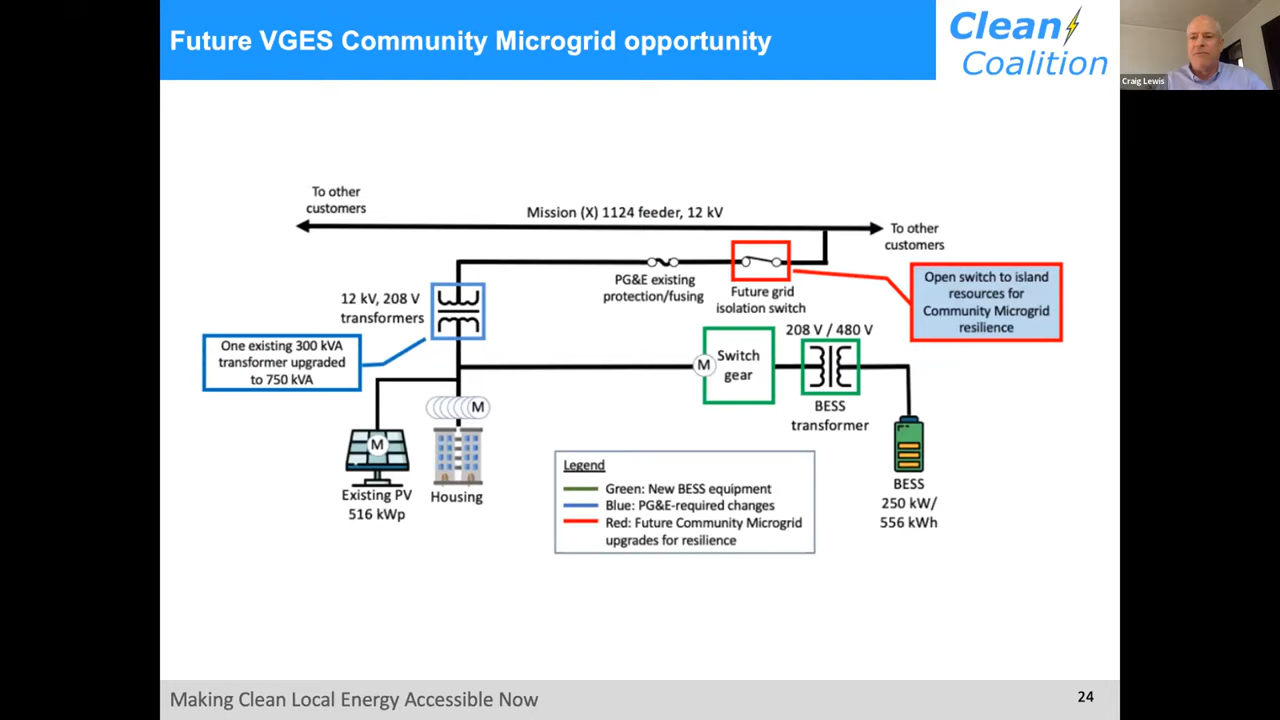 Future VGES Community Microgrid opportunity
Clean
Coalition
Craig Lewis
To other
customers
Mission (X) 1124 feeder, 12 kV
To other
customers
PG&E existing
protection/fusing
Future grid
isolation switch
Open switch to island
resources for
Community Microgrid
resilience
12 kV, 208 V
transformers
One existing 300 kVA
transformer upgraded
to 750 kVA
208 V / 480 V
M
Switch
gear
BESS
transformer
M
M
Existing PV
516 kWp
Housing
BESS
250 kW/
556 kWh
Legend
Green: New BESS equipment
Blue: PG&E-required changes
Red: Future Community Microgrid
upgrades for resilience
Making Clean Local Energy Accessible Now
24